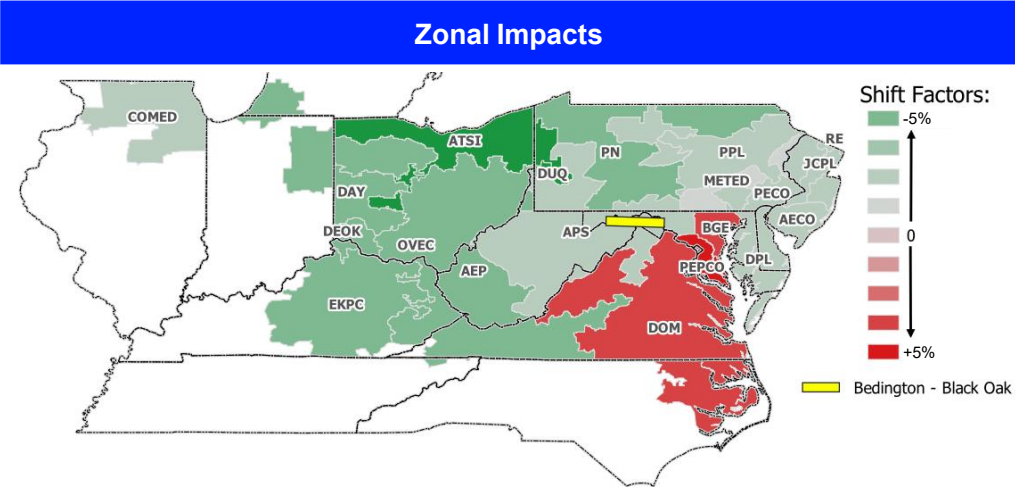 Zonal Impacts
Shift Factors:
-5%
0
+5%
Bedington - Black Oak
COMED
ATSI
RE
PN
PPL
JCPL
DUQ
METED
DAY
PECO
AECO
DEOK
APS
BGE
OVEC
DPL
AEP
PEPCO
EKPC
DOM